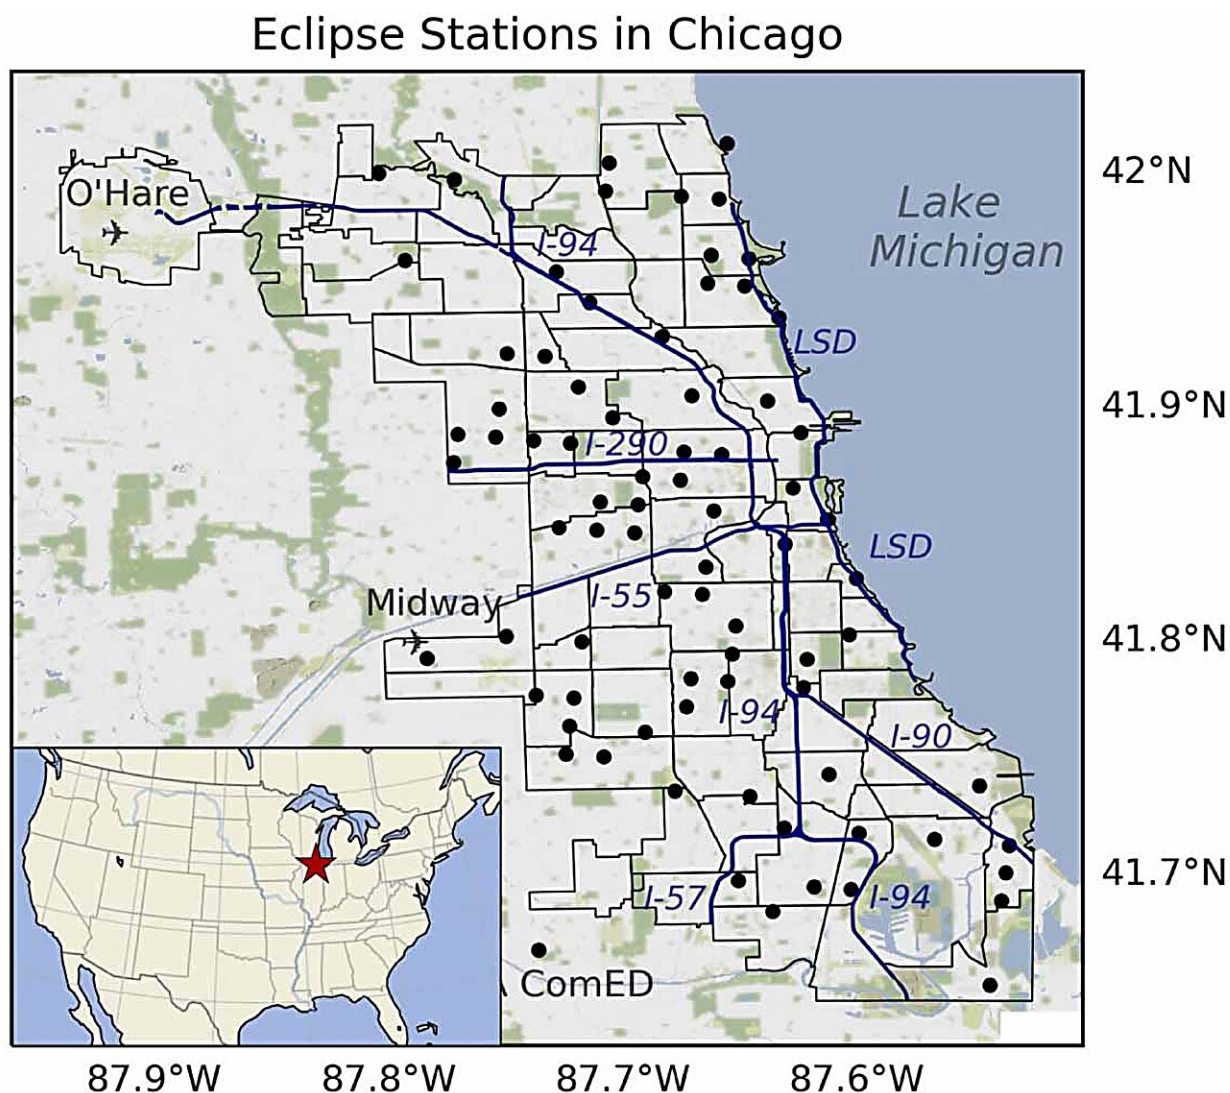 Eclipse Stations in Chicago
O'Hare
42°N
Lake
Michigan
I-94
LSD
41.9°N
I-290
LSD
I-55
Midway
41.8°N
I-94
I-90
41.7°N
I-57
I-94
ComED
87.9°W
87.8°W
87.7°W
87.6°W